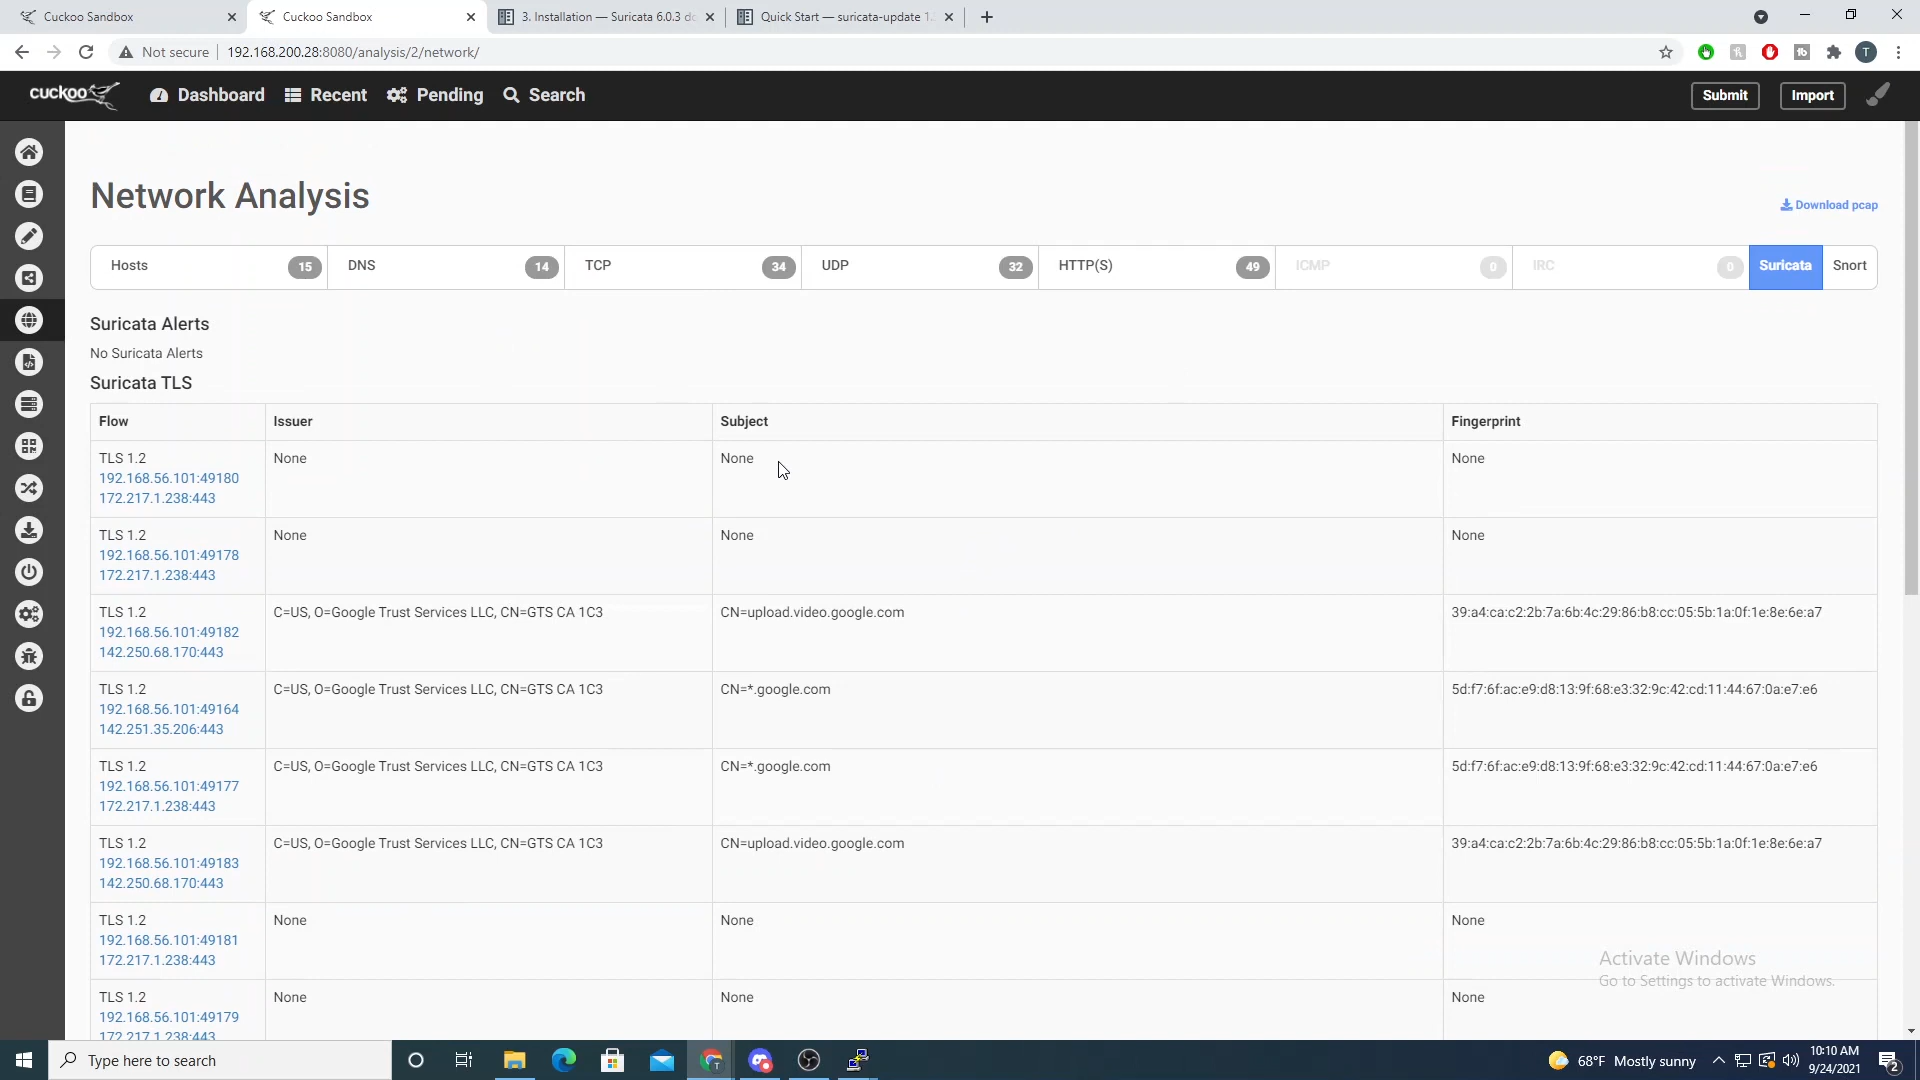 Cuckoo Sandbox
Cuckoo Sandbox
3. Installation — Suricata 6.0.3 do
Quick Start — suricata-update 1.
Not secure 192.168.200.28:8080/analysis/2/network/
T
cuckoo Dashboard Recent Pending Search Submit Import
Network Analysis
Download pcap
Hosts 15 DNS 14 TCP 34 UDP 32 HTTP(S) 49 ICMP 0 IRC 0 Suricata Snort
Suricata Alerts
No Suricata Alerts
Suricata TLS
Flow Issuer Subject Fingerprint
TLS 1.2 None None None
192.168.56.101:49180
172.217.1.238:443
TLS 1.2 None None None
192.168.56.101:49178
172.217.1.238:443
TLS 1.2 C=US, O=Google Trust Services LLC, CN=GTS CA 1C3 CN=upload.video.google.com 39:a4:ca:c2:2b:7a:6b:4c:29:86:b8:cc:05:5b:1a:0f:1e:8e:6e:a7
192.168.56.101:49182
142.250.68.170:443
TLS 1.2 C=US, O=Google Trust Services LLC, CN=GTS CA 1C3 CN=*.google.com 5d:f7:6f:ac:e9:d8:13:9f:68:e3:32:9c:42:cd:11:44:67:0a:e7:e6
192.168.56.101:49164
142.251.35.206:443
TLS 1.2 C=US, O=Google Trust Services LLC, CN=GTS CA 1C3 CN=*.google.com 5d:f7:6f:ac:e9:d8:13:9f:68:e3:32:9c:42:cd:11:44:67:0a:e7:e6
192.168.56.101:49177
172.217.1.238:443
TLS 1.2 C=US, O=Google Trust Services LLC, CN=GTS CA 1C3 CN=upload.video.google.com 39:a4:ca:c2:2b:7a:6b:4c:29:86:b8:cc:05:5b:1a:0f:1e:8e:6e:a7
192.168.56.101:49183
142.250.68.170:443
TLS 1.2 None None None
192.168.56.101:49181
172.217.1.238:443
TLS 1.2 None None None
192.168.56.101:49179
172.217.1.238:443
Activate Windows
Go to Settings to activate Windows.
Type here to search
68°F Mostly sunny
10:10 AM
9/24/2021
2